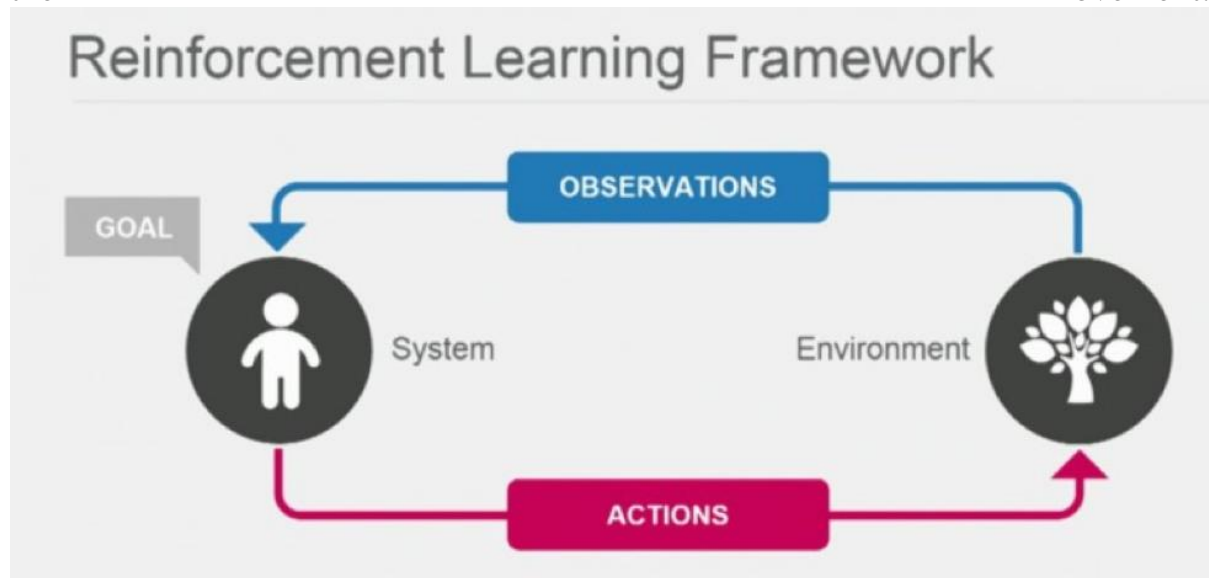 Reinforcement Learning Framework
OBSERVATIONS
GOAL
System
Environment
ACTIONS